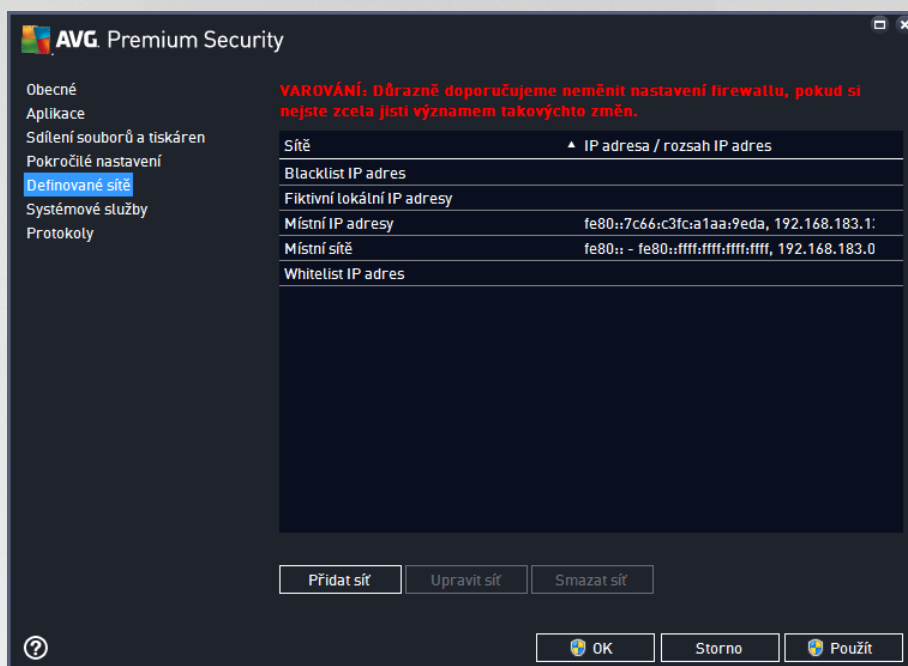 AVG. Premium Security
Obecné
Aplikace
Sdílení souborů a tiskáren
Pokročilé nastavení
Definované sítě
Systémové služby
Protokoly
VAROVÁNÍ: Důrazně doporučujeme neměnit nastavení firewallu, pokud si
nejste zcela jisti významem takovýchto změn.
Sítě ▲ IP adresa / rozsah IP adres
Blacklist IP adres
Fiktivní lokální IP adresy
Místní IP adresy fe80::7c66:c3fc:a1aa:9eda, 192.168.183.1
Místní sítě fe80:: - fe80::ffff:ffff:ffff:ffff, 192.168.183.0
Whitelist IP adres
Přidat síť Upravit síť Smazat síť
? OK Storno Použít